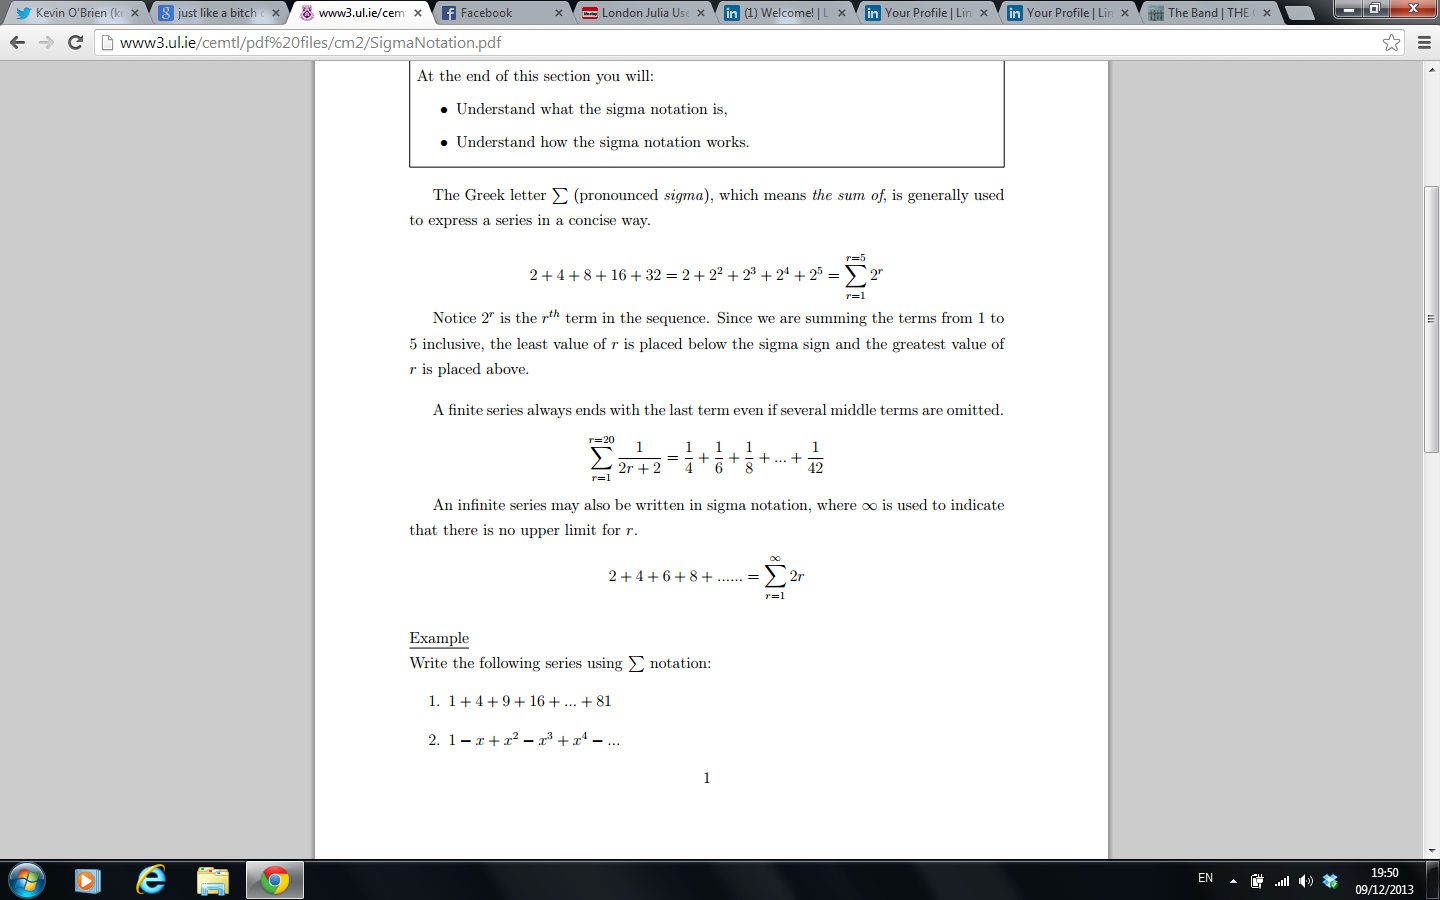 Kevin O'Brien (k
just like a bitch
www3.ul.ie/cem
Facebook
London Julia Us
(1) Welcome! | L
Your Profile | Lin
Your Profile | Lin
The Band | THE
www3.ul.ie/cemtl/pdf%20files/cm2/SigmaNotation.pdf
At the end of this section you will:
• Understand what the sigma notation is,
• Understand how the sigma notation works.
The Greek letter ∑ (pronounced sigma), which means the sum of, is generally used
to express a series in a concise way.
2 + 4 + 8 + 16 + 32 = 2 + 2² + 2³ + 2⁴ + 2⁵ = ∑_{r=1}^{r=5} 2^r
Notice 2^r is the r^{th} term in the sequence. Since we are summing the terms from 1 to
5 inclusive, the least value of r is placed below the sigma sign and the greatest value of
r is placed above.
A finite series always ends with the last term even if several middle terms are omitted.
∑_{r=1}^{r=20} 1/(2r + 2) = 1/4 + 1/6 + 1/8 + ... + 1/42
An infinite series may also be written in sigma notation, where ∞ is used to indicate
that there is no upper limit for r.
2 + 4 + 6 + 8 + ...... = ∑_{r=1}^{∞} 2r
Example
Write the following series using ∑ notation:
1. 1 + 4 + 9 + 16 + ... + 81
2. 1 − x + x² − x³ + x⁴ − ...
1
EN
19:50
09/12/2013